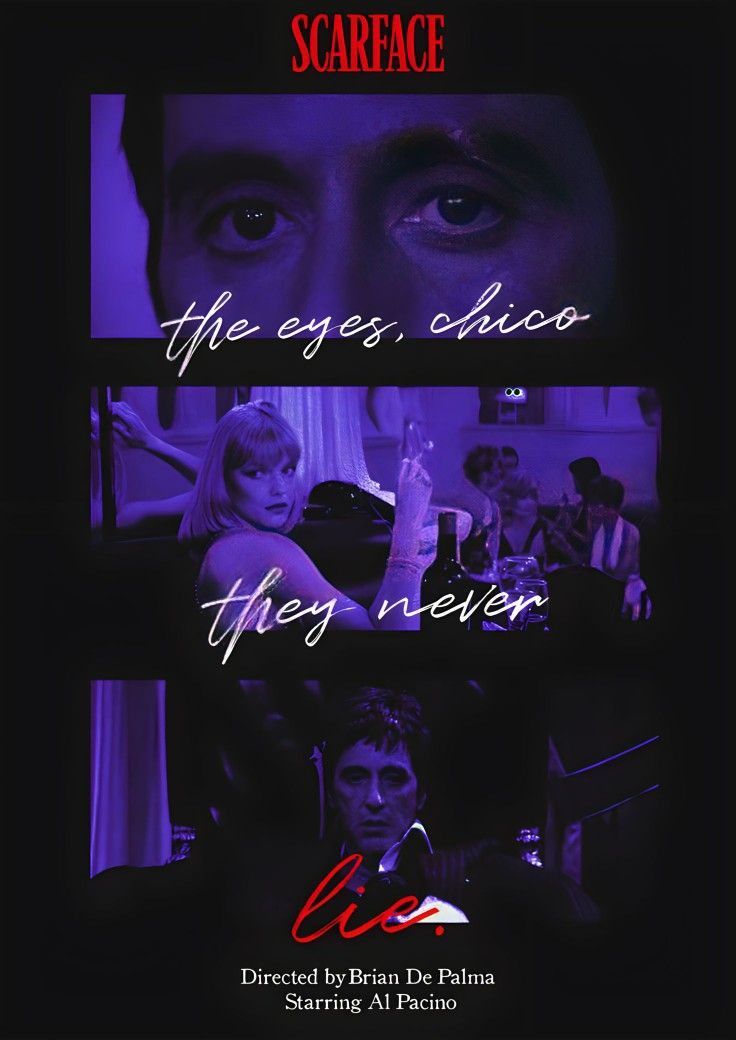 SCARFACE
the eyes, chico
they never
lie.
Directed by Brian De Palma
Starring Al Pacino